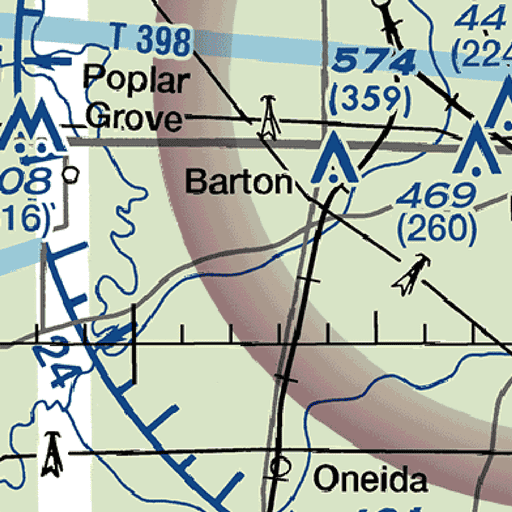 T 398
44
(224
Poplar
Grove
574
(359)
08
16)
Barton
469
(260)
24
Oneida